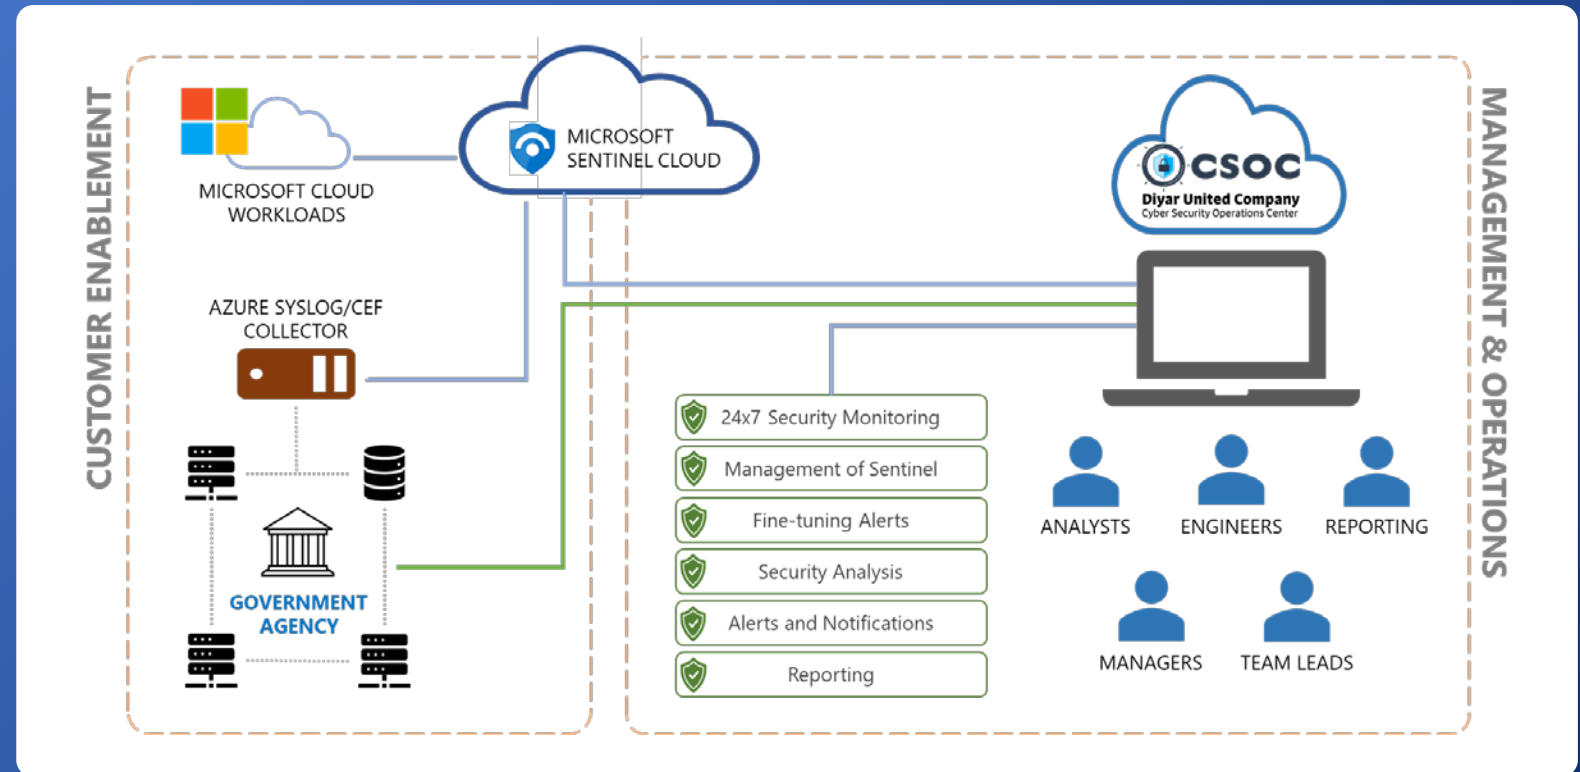 CUSTOMER ENABLEMENT
MICROSOFT CLOUD
WORKLOADS
MICROSOFT
SENTINEL CLOUD
AZURE SYSLOG/CEF
COLLECTOR
GOVERNMENT
AGENCY
CSOC
Diyar United Company
Cyber Security Operations Center
24x7 Security Monitoring
Management of Sentinel
Fine-tuning Alerts
Security Analysis
Alerts and Notifications
Reporting
ANALYSTS
ENGINEERS
REPORTING
MANAGERS
TEAM LEADS
MANAGEMENT & OPERATIONS